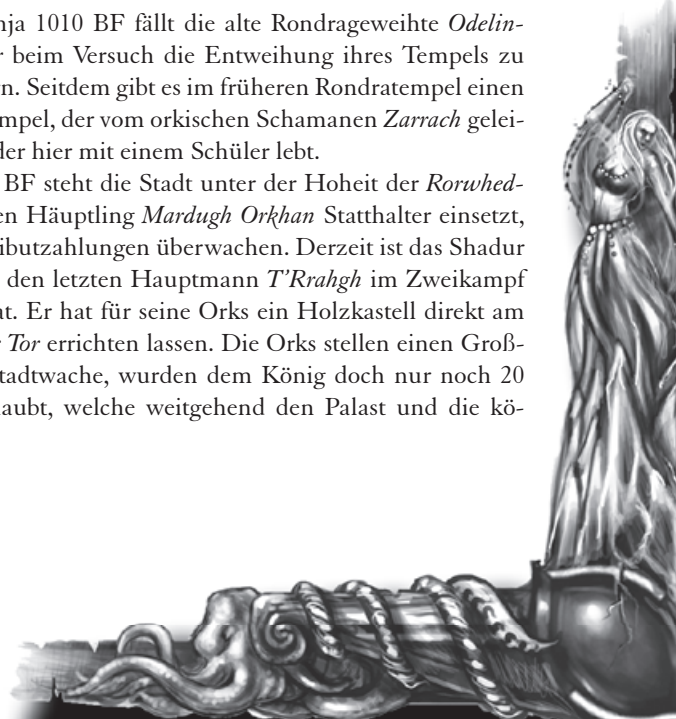 nja 1010 BF fällt die alte Rondrageweihte Odelin-
r beim Versuch die Entweihung ihres Tempels zu
n. Seitdem gibt es im früheren Rondratempel einen
mpel, der vom orkischen Schamanen Zarrach gelei-
der hier mit einem Schüler lebt.
BF steht die Stadt unter der Hoheit der Rorwhed-
en Häuptling Mardugh Orkhan Statthalter einsetzt,
ibutzahlungen überwachen. Derzeit ist das Shadur
den letzten Hauptmann T’Rrahgh im Zweikampf
at. Er hat für seine Orks ein Holzkastell direkt am
r Tor errichten lassen. Die Orks stellen einen Groß-
tadtwache, wurden dem König doch nur noch 20
laubt, welche weitgehend den Palast und die kö-